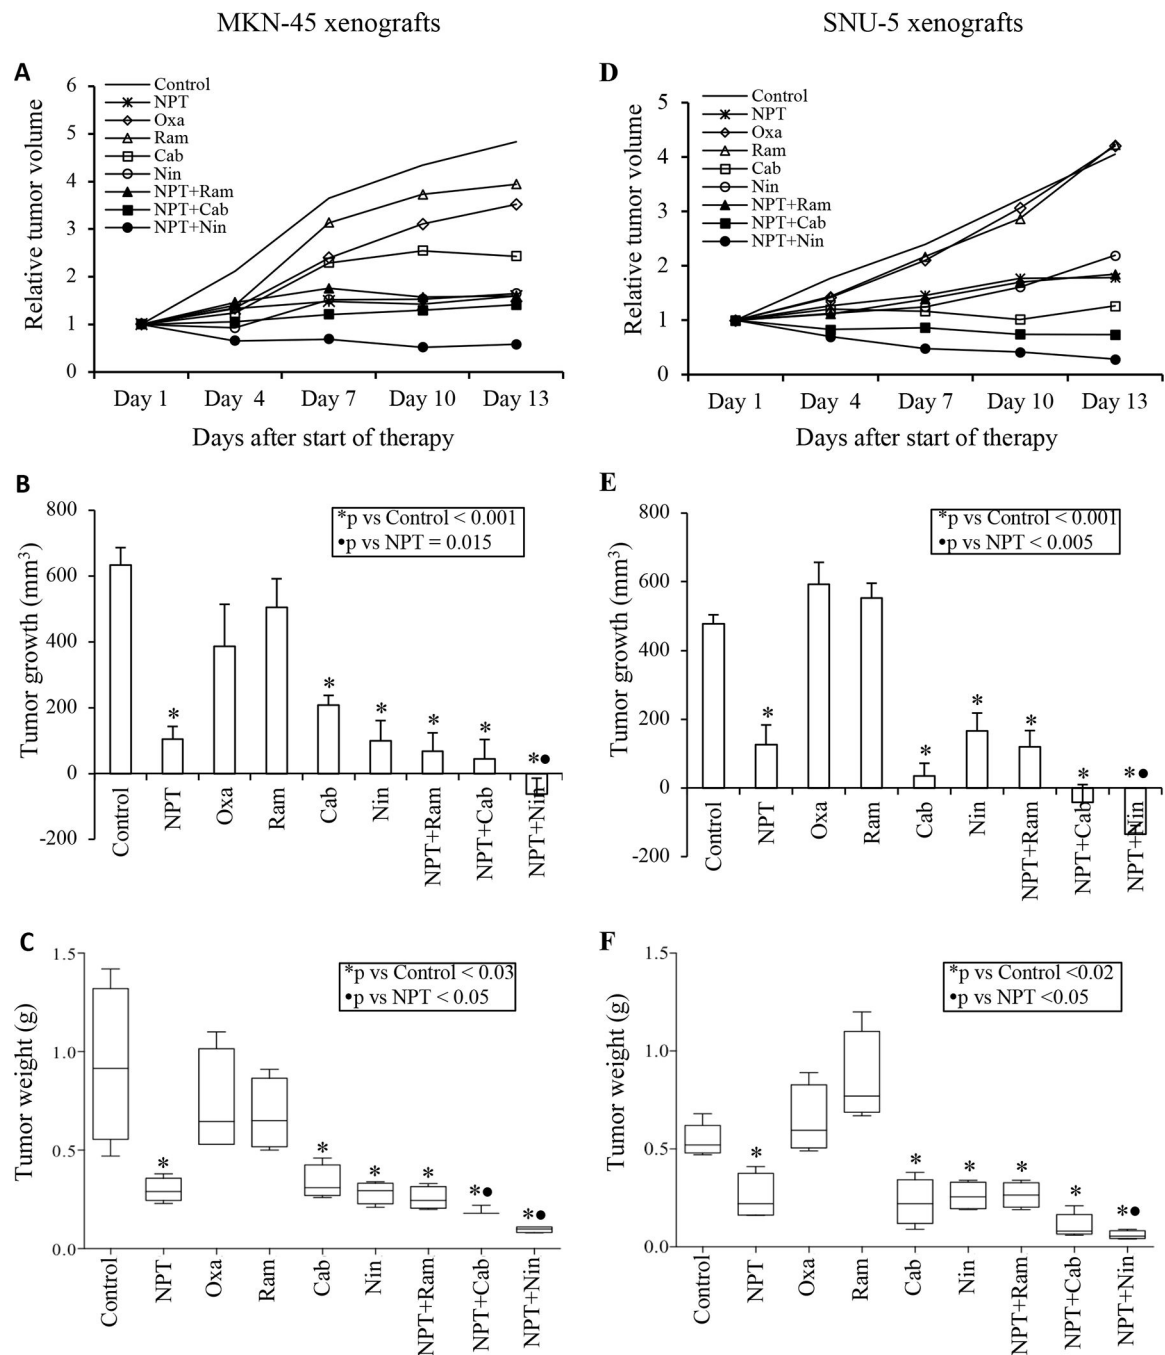 MKN-45 xenografts
SNU-5 xenografts
A
Relative tumor volume
6
5
4
3
2
1
0
Control
NPT
Oxa
Ram
Cab
Nin
NPT+Ram
NPT+Cab
NPT+Nin
Day 1
Day 4
Day 7
Day 10
Day 13
Days after start of therapy
D
Relative tumor volume
5
4
3
2
1
0
Control
NPT
Oxa
Ram
Cab
Nin
NPT+Ram
NPT+Cab
NPT+Nin
Day 1
Day 4
Day 7
Day 10
Day 13
Days after start of therapy
B
Tumor growth (mm³)
800
600
400
200
0
-200
*p vs Control < 0.001
•p vs NPT = 0.015
*
*
*
*
*
*•
Control
NPT
Oxa
Ram
Cab
Nin
NPT+Ram
NPT+Cab
NPT+Nin
E
Tumor growth (mm³)
800
600
400
200
0
-200
*p vs Control < 0.001
•p vs NPT < 0.005
*
*
*
*
*
*•
Control
NPT
Oxa
Ram
Cab
Nin
NPT+Ram
NPT+Cab
NPT+Nin
C
Tumor weight (g)
1.5
1.0
0.5
0.0
*p vs Control < 0.03
•p vs NPT < 0.05
*
*
*
*
*•
*•
Control
NPT
Oxa
Ram
Cab
Nin
NPT+Ram
NPT+Cab
NPT+Nin
F
Tumor weight (g)
1.5
1.0
0.5
0.0
*p vs Control <0.02
•p vs NPT <0.05
*
*
*
*
*
*•
Control
NPT
Oxa
Ram
Cab
Nin
NPT+Ram
NPT+Cab
NPT+Nin